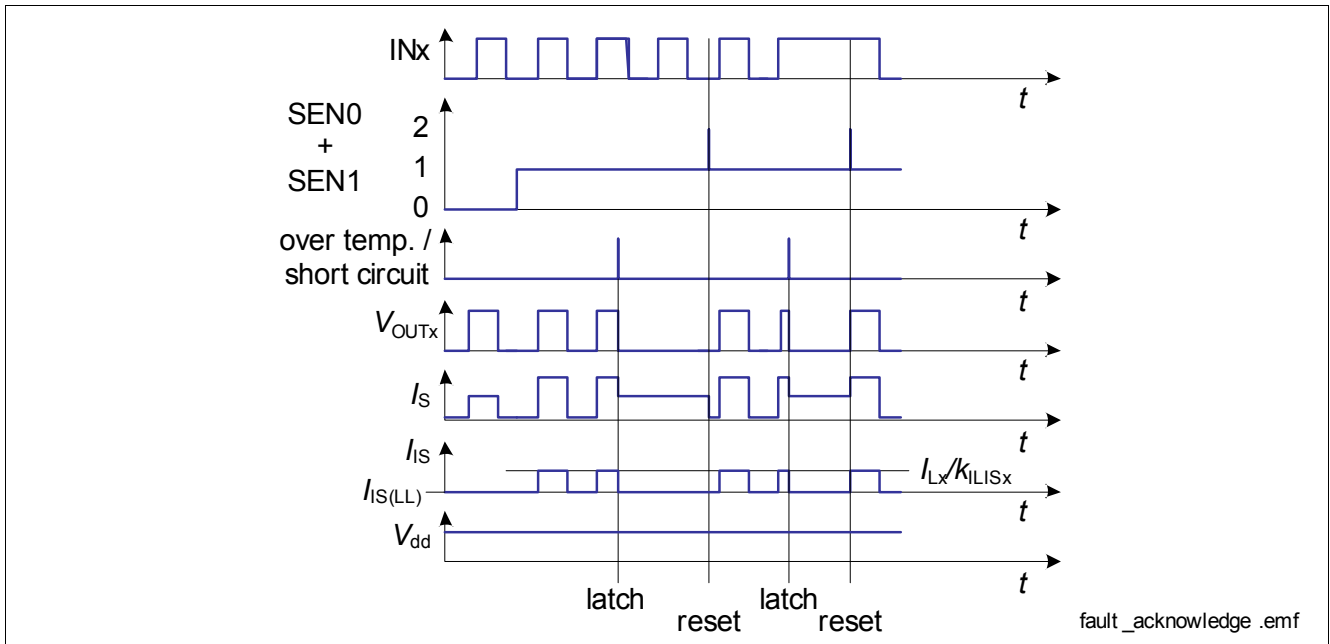 INx
t
SEN0
+
SEN1
2
1
0
t
over temp. /
short circuit
t
VOUTx
t
IS
t
IIS
IIS(LL)
ILx/kILISx
t
Vdd
t
latch
reset
latch
reset
fault _acknowledge .emf